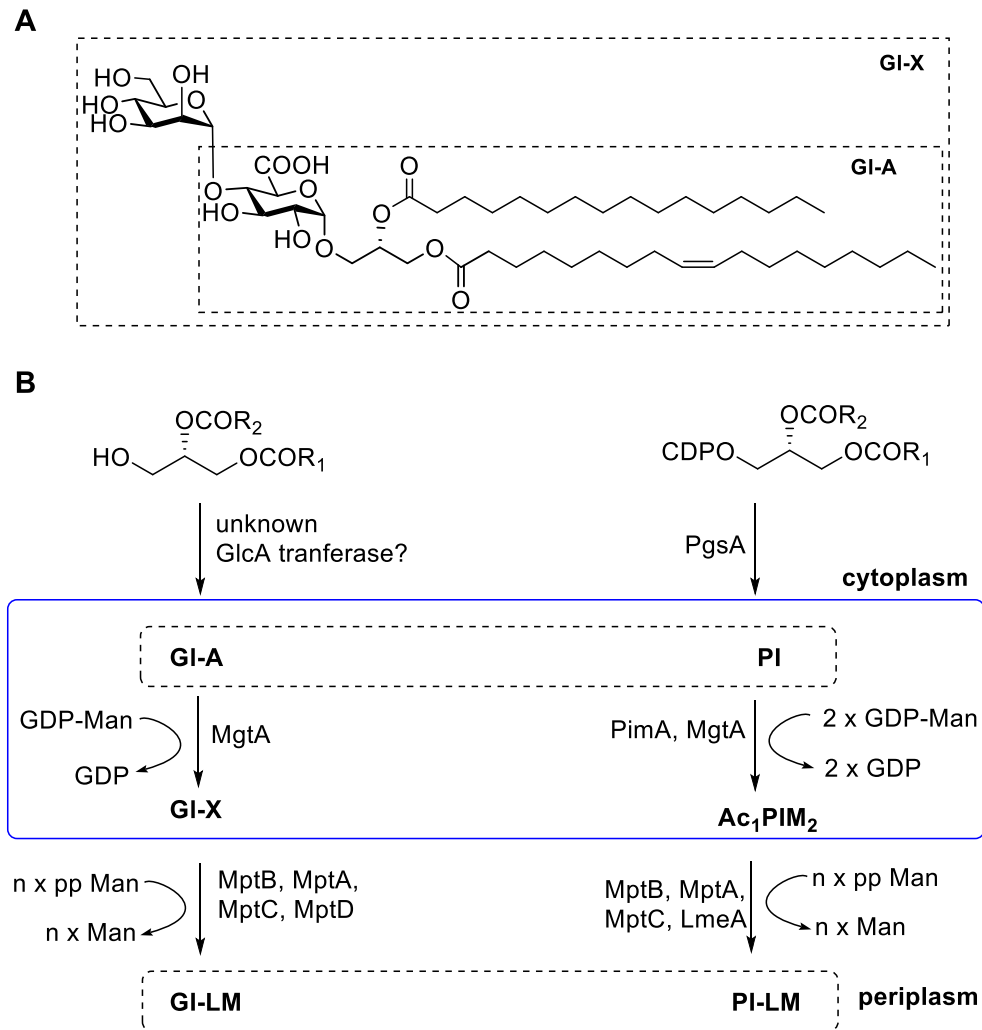 A
GI-X
HO
OH
HO
O
HO
GI-A
COOH
O
O
O
HO
O
HO
O
O
O
B
OCOR2
HO
OCOR1
OCOR2
CDPO
OCOR1
unknown
GlcA tranferase?
PgsA
cytoplasm
GI-A
PI
GDP-Man
MgtA
GDP
PimA, MgtA
2 x GDP-Man
2 x GDP
GI-X
Ac1PIM2
n x pp Man
MptB, MptA,
MptC, MptD
n x Man
MptB, MptA,
MptC, LmeA
n x pp Man
n x Man
GI-LM
PI-LM
periplasm